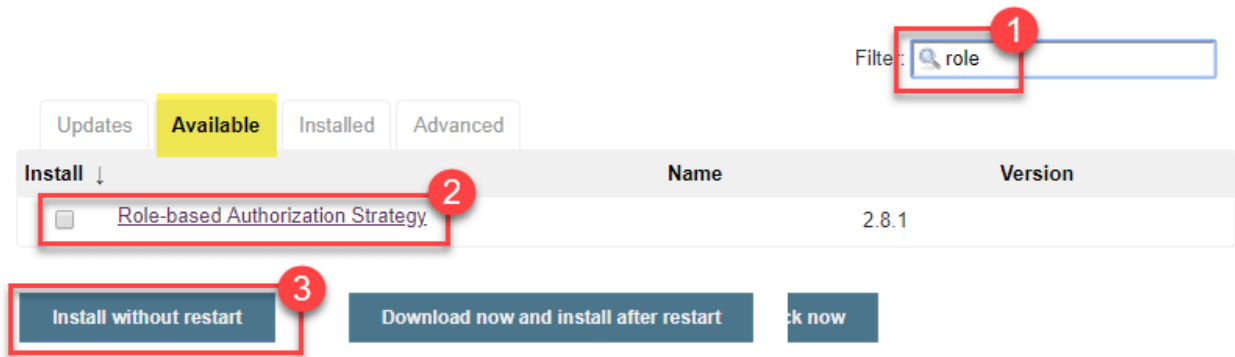 1
Filter: role
Updates Available Installed Advanced
Install ↓ Name Version
2
Role-based Authorization Strategy 2.8.1
3
Install without restart Download now and install after restart ck now